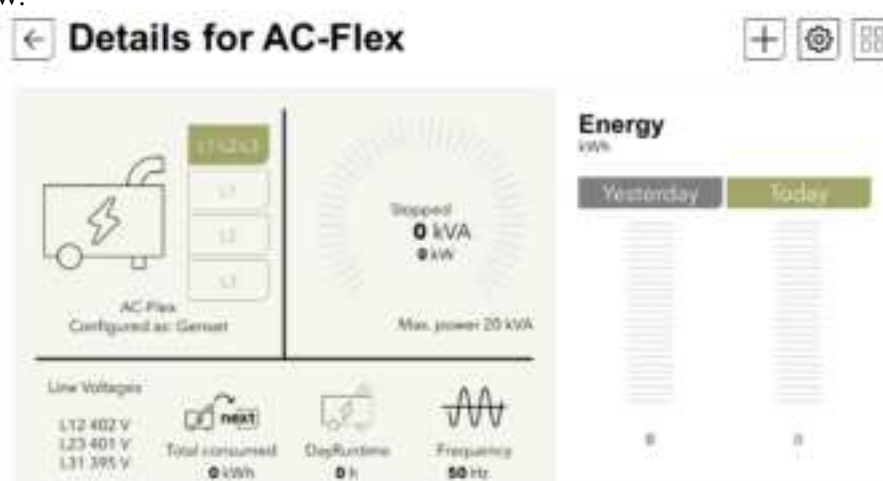 w.
Details for AC-Flex
L1 L2 L3
L1
L2
L3
AC-Flex
Configured as: Genset
Stopped
0 kVA
0 kW
Max. power 20 kVA
Line Voltages
L12 402 V
L23 401 V
L31 395 V
next
Total consumed
0 kWh
DayRuntime
0 h
Frequency
50 Hz
Energy
kWh
Yesterday
Today
0
0